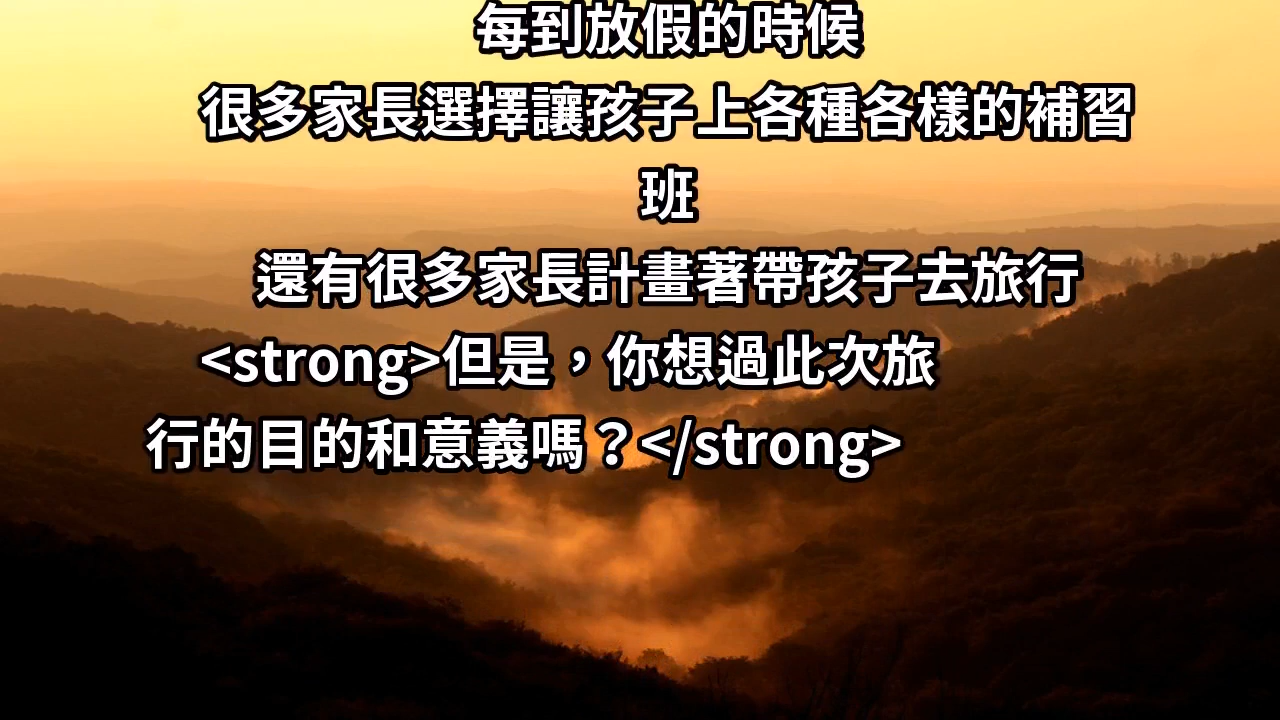 每到放假的時候
很多家長選擇讓孩子上各種各樣的補習
班
還有很多家長計畫著帶孩子去旅行
<strong>但是，你想過此次旅
行的目的和意義嗎？</strong>